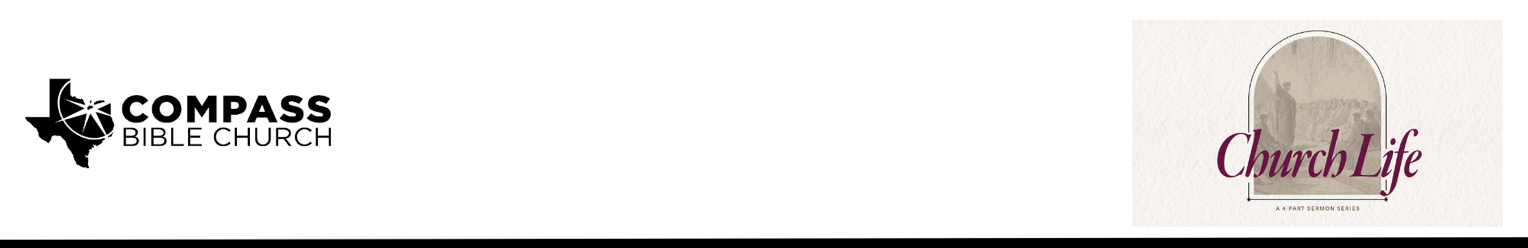 COMPASS
BIBLE CHURCH
Church Life
A 4-PART SERMON SERIES